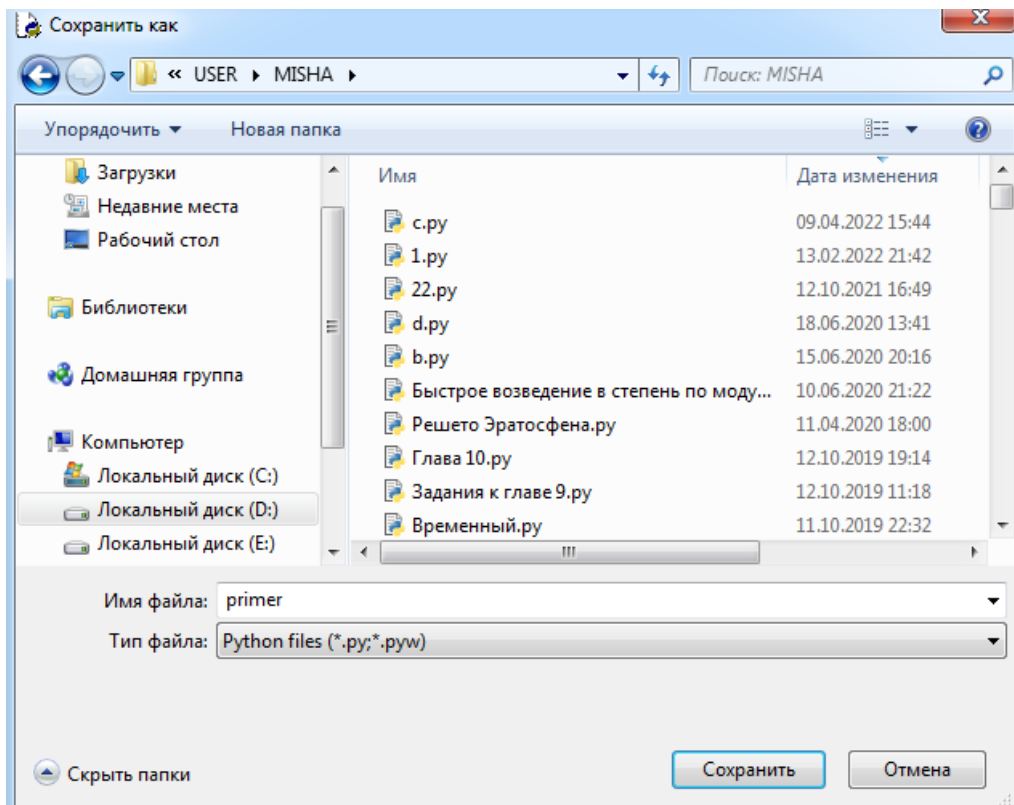 Сохранить как
« USER ▸ MISHA ▸ Поиск: MISHA
Упорядочить ▾ Новая папка
Загрузки
Недавние места
Рабочий стол
Библиотеки
Домашняя группа
Компьютер
Локальный диск (C:)
Локальный диск (D:)
Локальный диск (E:)
Имя Дата изменения
c.py 09.04.2022 15:44
1.py 13.02.2022 21:42
22.py 12.10.2021 16:49
d.py 18.06.2020 13:41
b.py 15.06.2020 20:16
Быстрое возведение в степень по моду... 10.06.2020 21:22
Решето Эратосфена.py 11.04.2020 18:00
Глава 10.py 12.10.2019 19:14
Задания к главе 9.py 12.10.2019 11:18
Временный.py 11.10.2019 22:32
Имя файла: primer
Тип файла: Python files (*.py;*.pyw)
Скрыть папки Сохранить Отмена